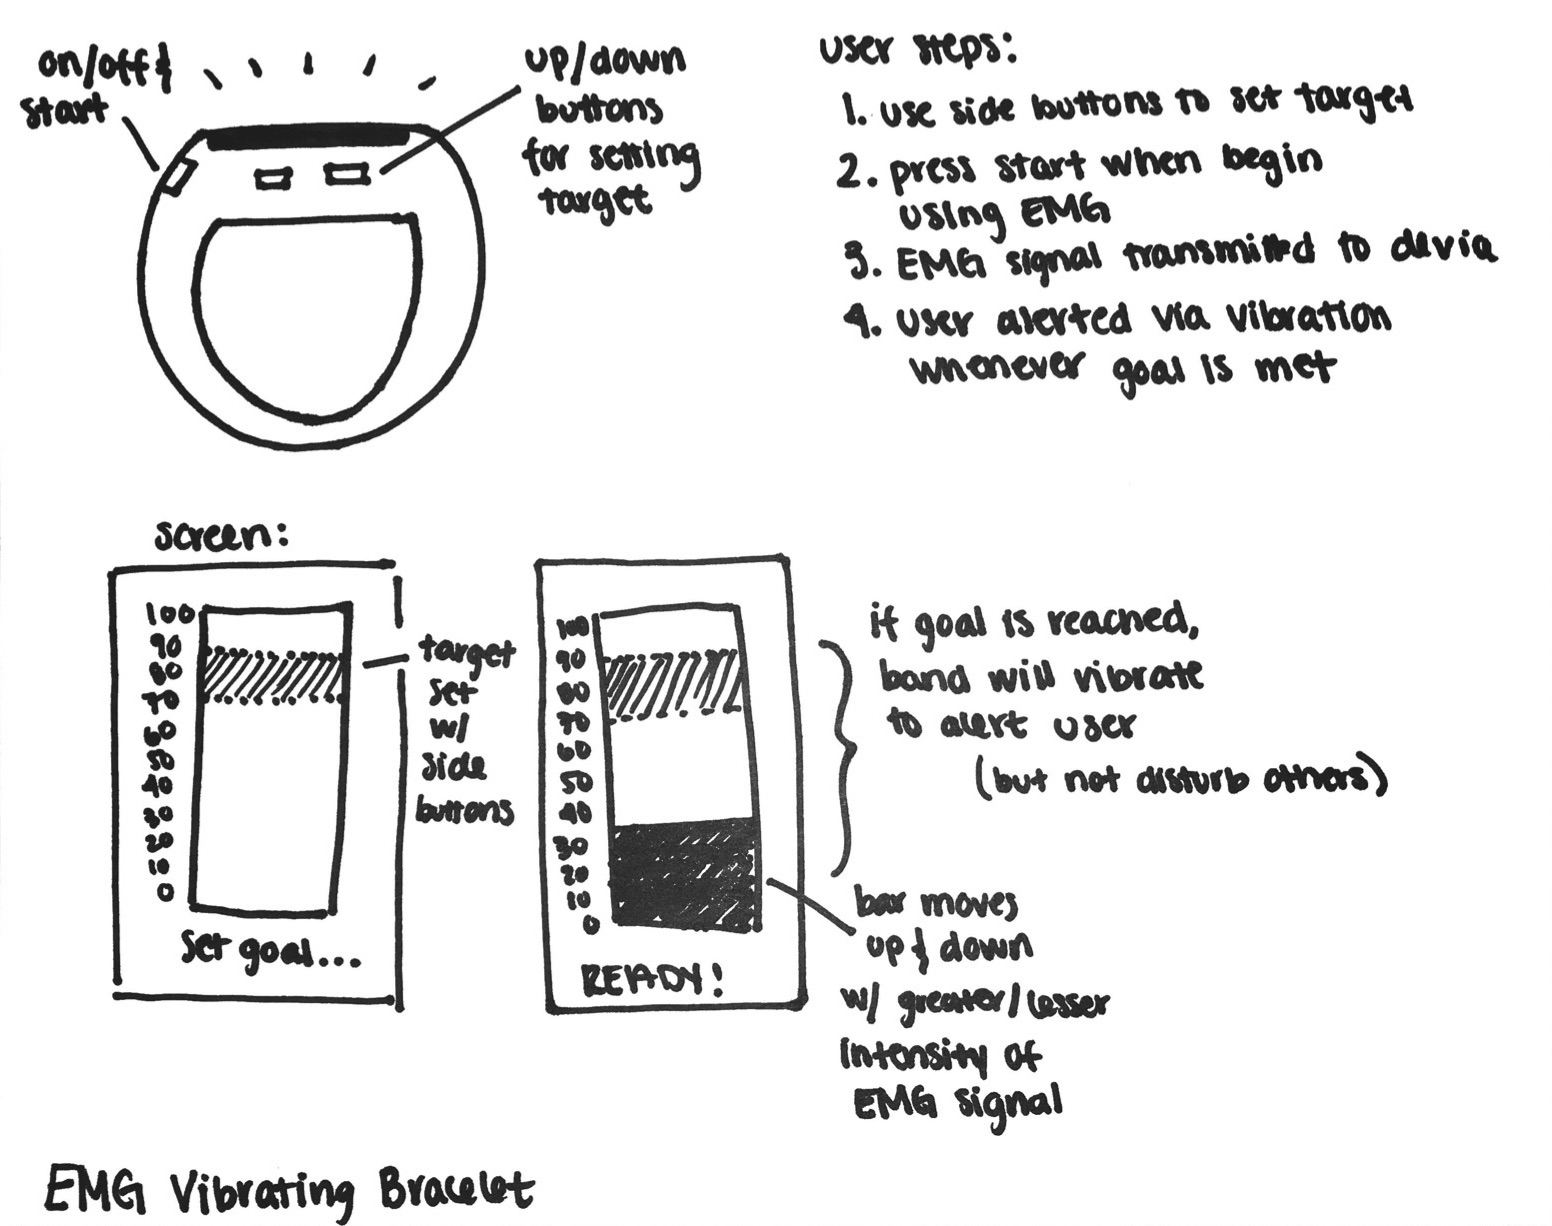 on/off &
start
up/down
buttons
for setting
target
user steps:
1. use side buttons to set target
2. press start when begin
using EMG
3. EMG signal transmitted to device
4. user alerted via vibration
whenever goal is met
screen:
100
90
80
70
60
50
40
30
20
10
0
set goal...
target
set
w/
side
buttons
100
90
80
70
60
50
40
30
20
10
0
READY!
if goal is reached,
band will vibrate
to alert user
(but not disturb others)
bar moves
up & down
w/ greater/lesser
intensity of
EMG signal
EMG Vibrating Bracelet